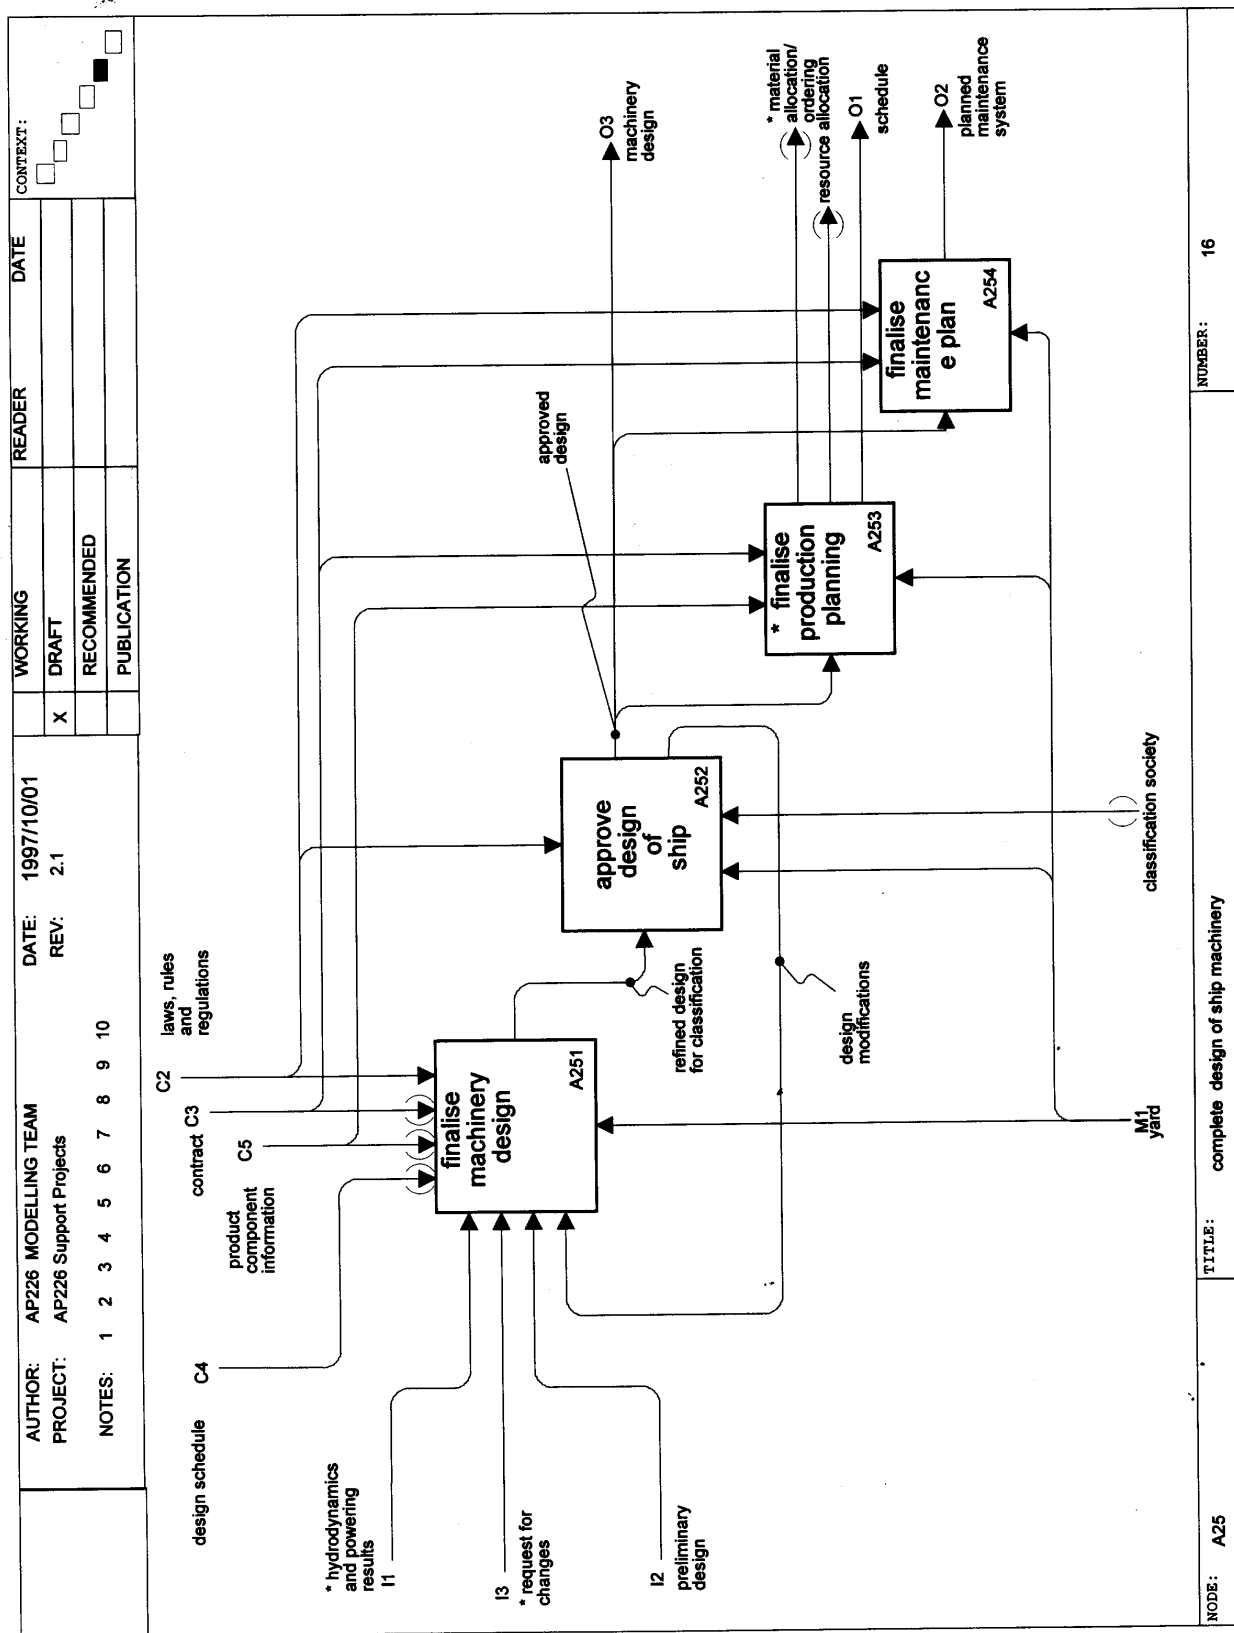 AUTHOR: AP226 MODELLING TEAM
DATE: 1997/10/01
WORKING
READER
DATE
CONTEXT:
PROJECT: AP226 Support Projects
REV: 2.1
X
DRAFT
RECOMMENDED
NOTES: 1 2 3 4 5 6 7 8 9 10
PUBLICATION
design schedule
C4
product
component
information
C5
contract C3
C2
laws, rules
and
regulations
* hydrodynamics
and powering
results
I1
I3
* request for
changes
I2
preliminary
design
finalise
machinery
design
A251
refined design
for classification
approve
design
of
ship
A252
design
modifications
approved
design
* finalise
production
planning
A253
finalise
maintenanc
e plan
A254
O3
machinery
design
* material
allocation/
ordering
resource allocation
O1
schedule
O2
planned
maintenance
system
M1
yard
classification society
NODE: A25
TITLE: complete design of ship machinery
NUMBER: 16